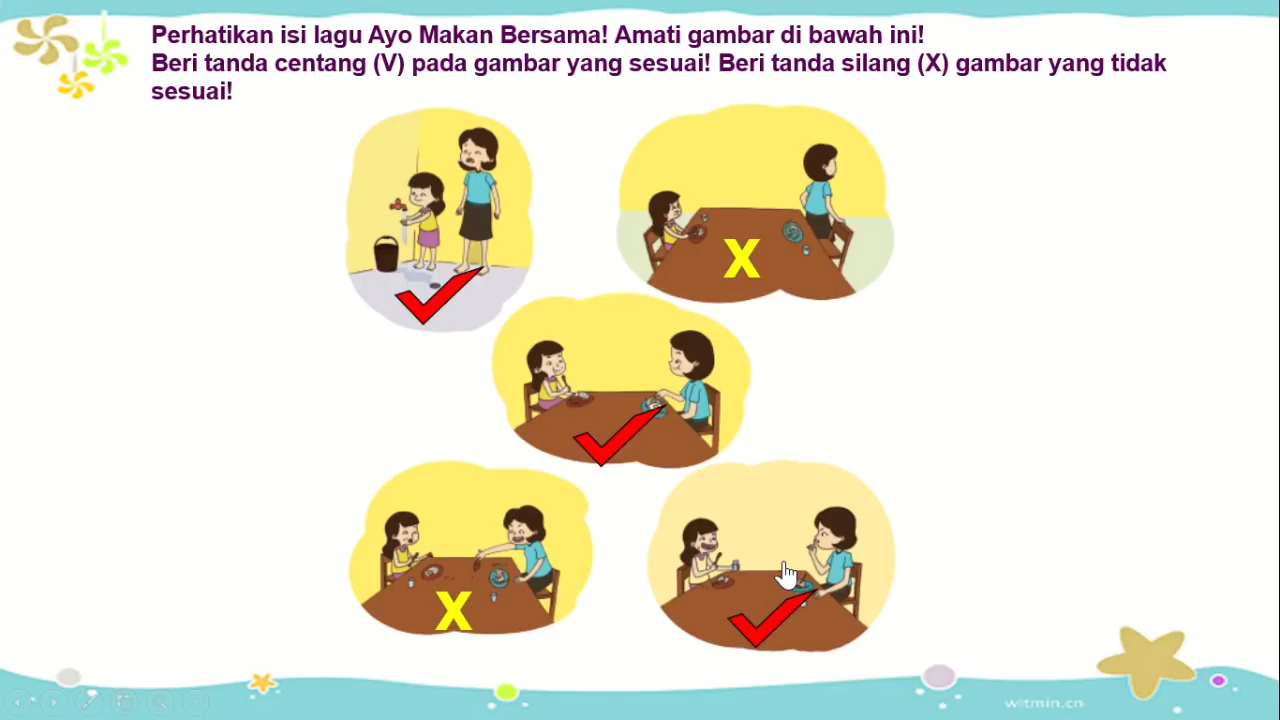 Perhatikan isi lagu Ayo Makan Bersama! Amati gambar di bawah ini!
Beri tanda centang (V) pada gambar yang sesuai! Beri tanda silang (X) gambar yang tidak
sesuai!
X
X
witmin.cn